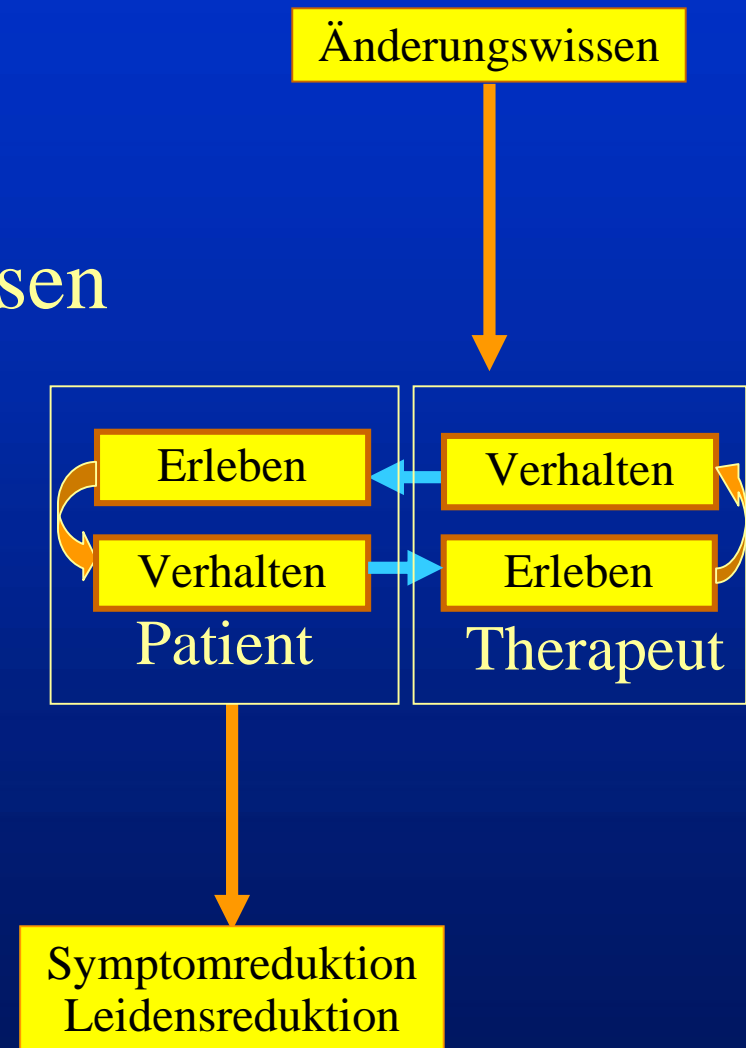 Änderungswissen
sen
Erleben
Verhalten
Verhalten
Erleben
Patient
Therapeut
Symptomreduktion
Leidensreduktion